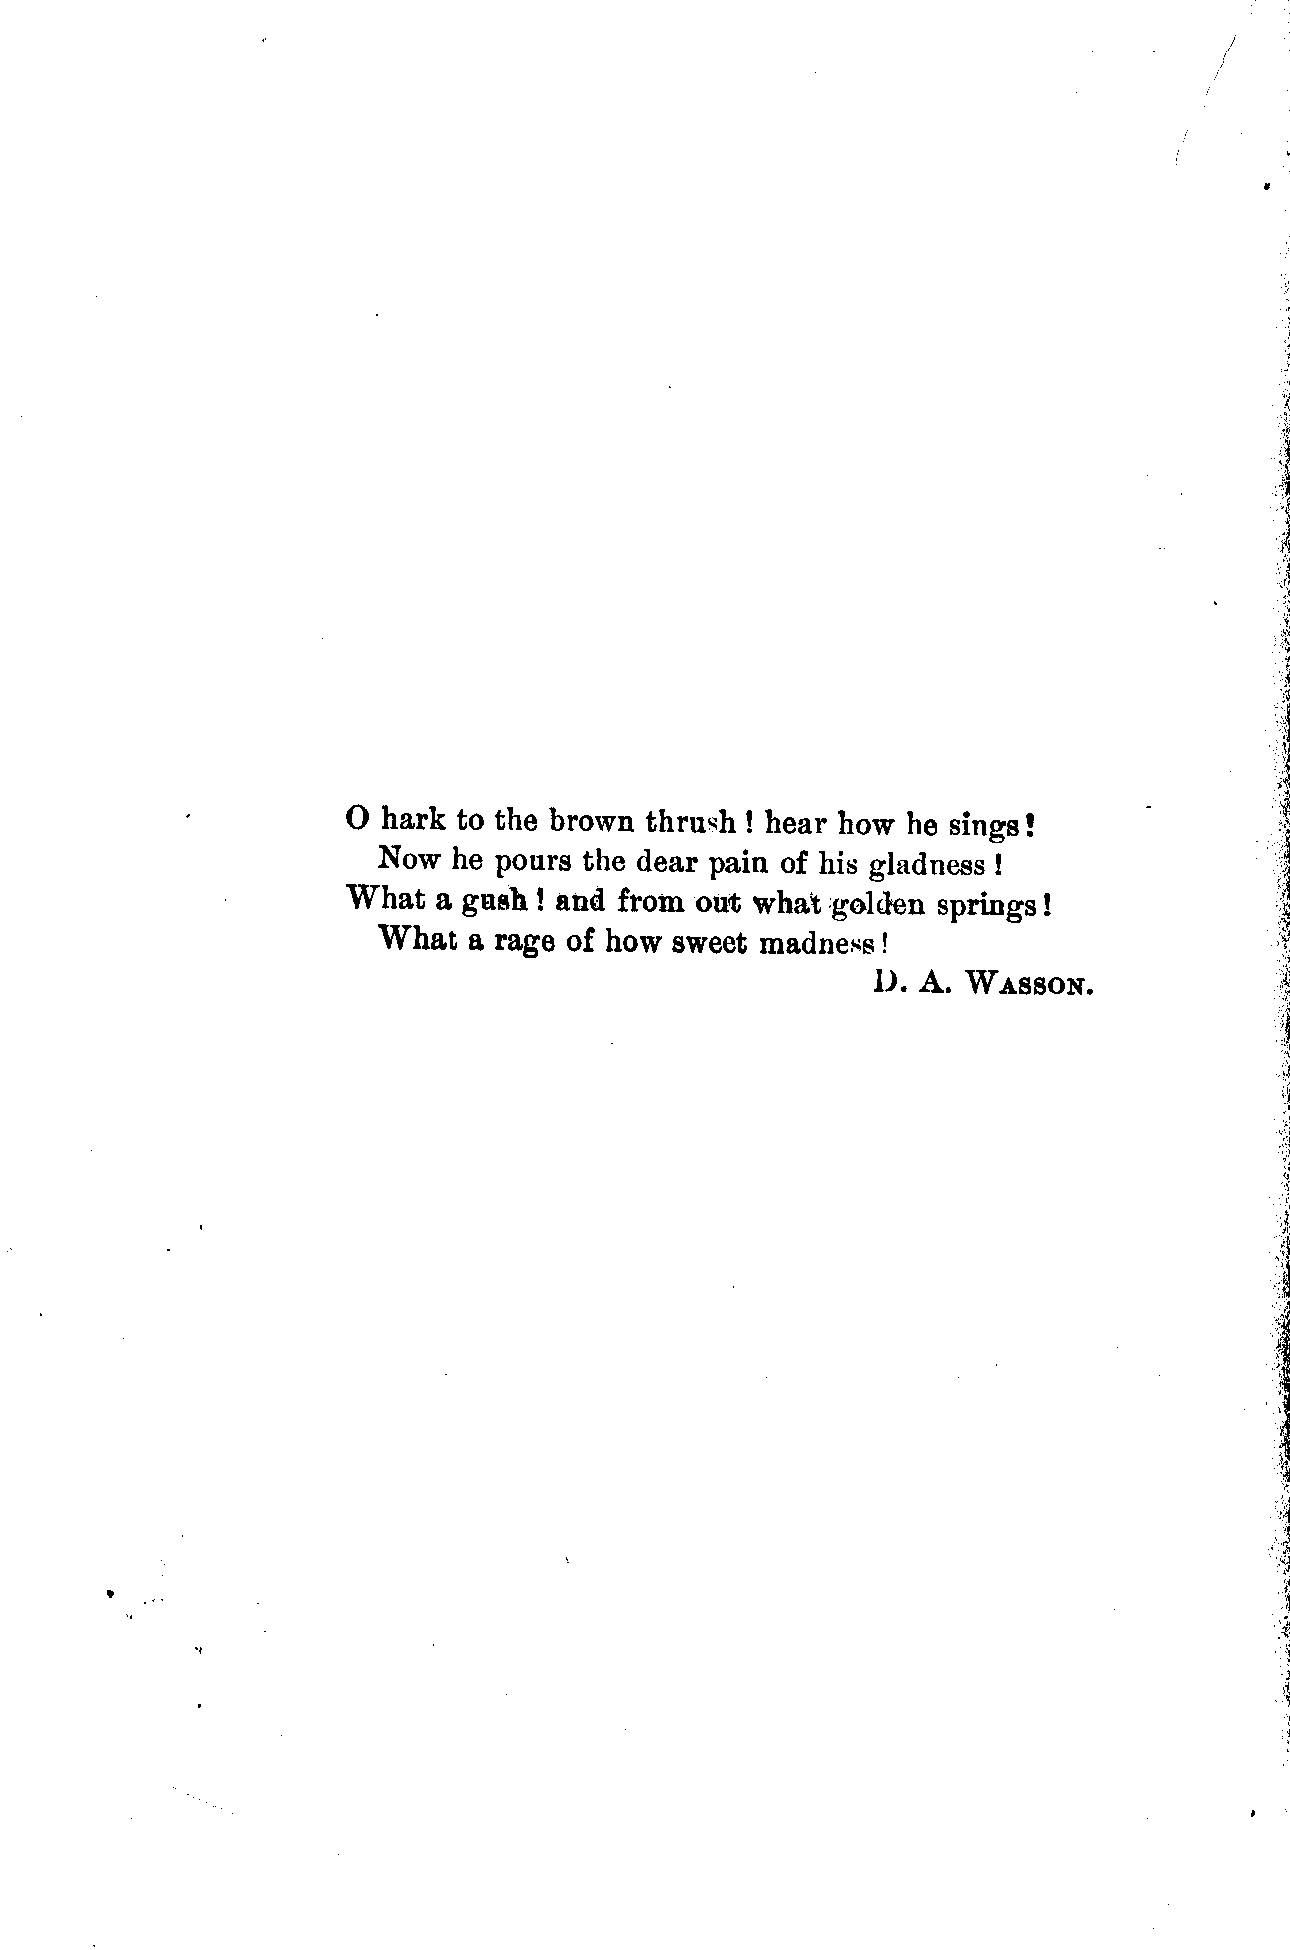 O hark to the brown thrush ! hear how he sings !
Now he pours the dear pain of his gladness !
What a gush ! and from out what golden springs !
What a rage of how sweet madness !
D. A. WASSON.